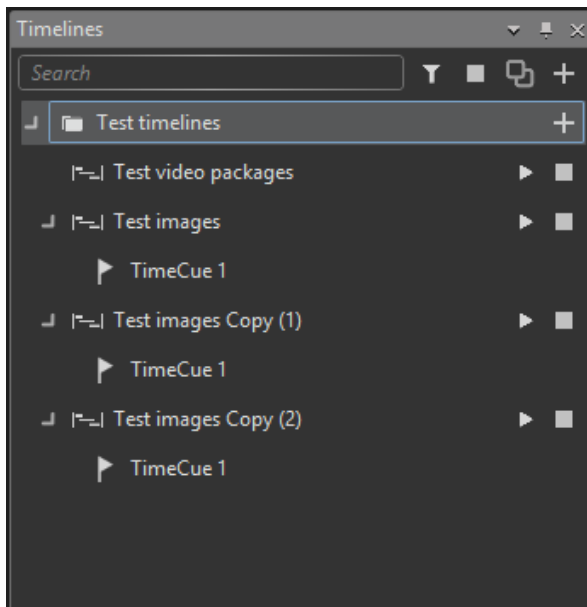 Timelines
Search
Test timelines
Test video packages
Test images
TimeCue 1
Test images Copy (1)
TimeCue 1
Test images Copy (2)
TimeCue 1